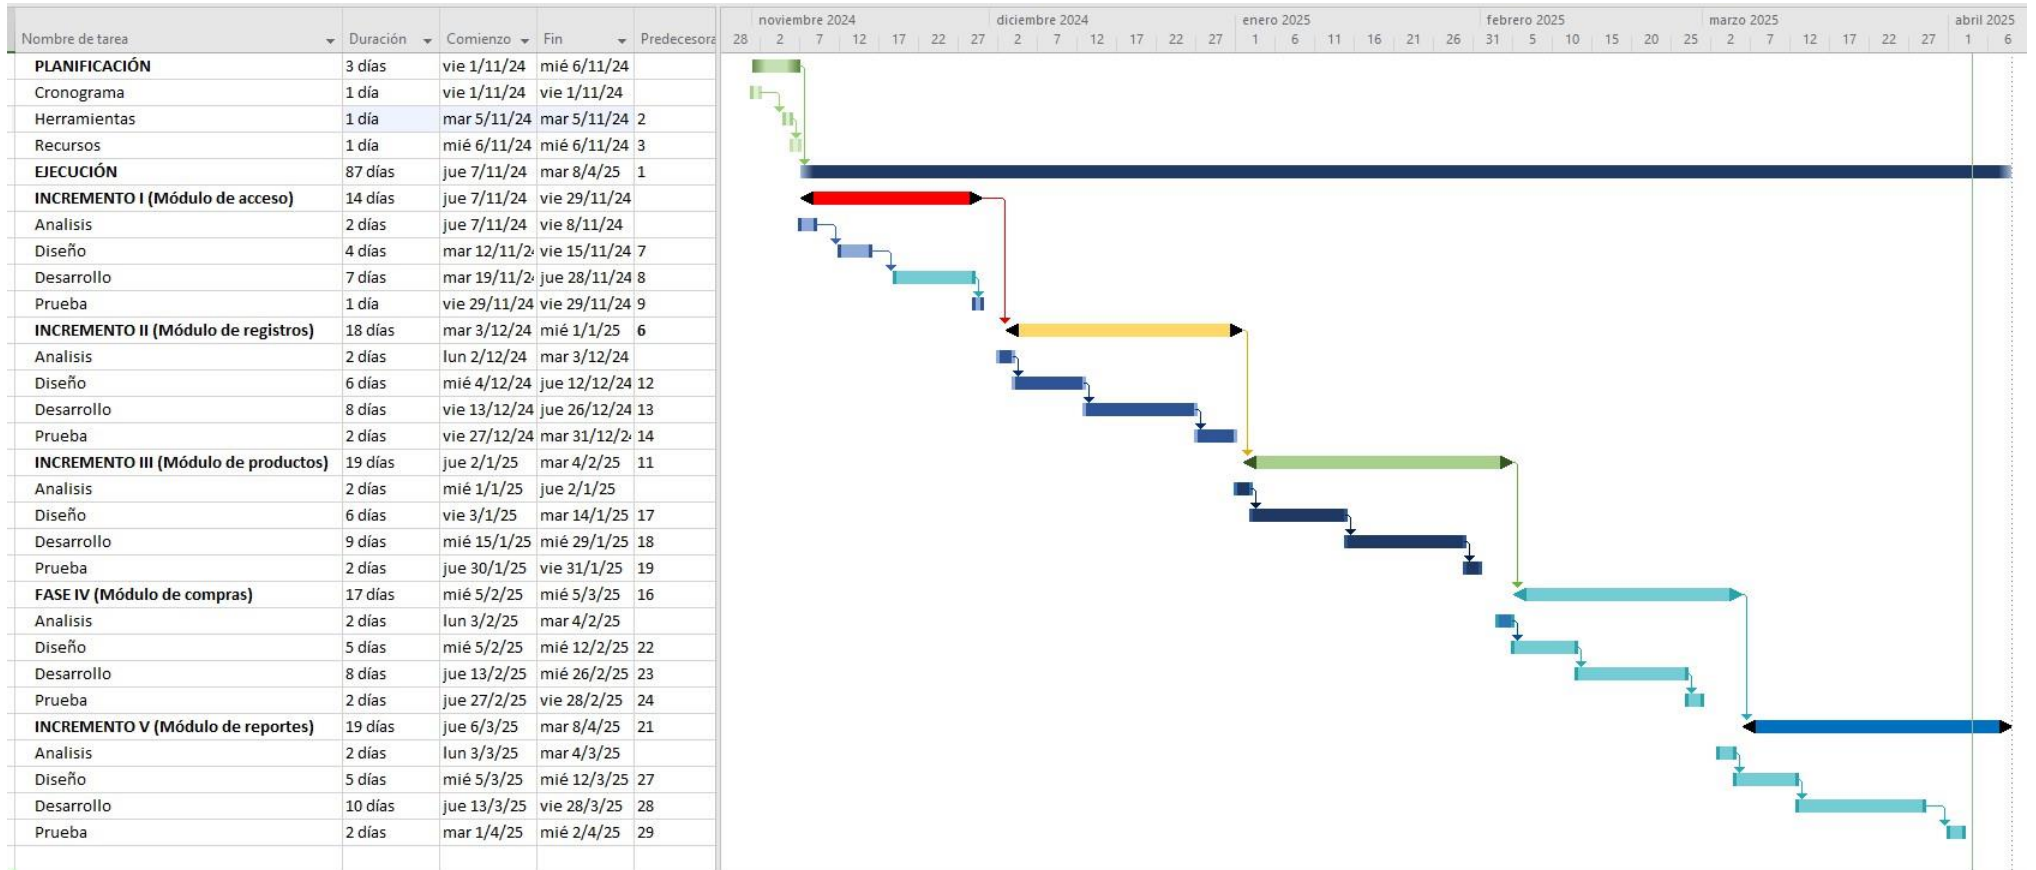 noviembre 2024 diciembre 2024 enero 2025 febrero 2025 marzo 2025 abril 2025
Nombre de tarea Duración Comienzo Fin Predecesora 28 2 7 12 17 22 27 2 7 12 17 22 27 1 6 11 16 21 26 31 5 10 15 20 25 2 7 12 17 22 27 1 6
PLANIFICACIÓN 3 días vie 1/11/24 mié 6/11/24
Cronograma 1 día vie 1/11/24 vie 1/11/24
Herramientas 1 día mar 5/11/24 mar 5/11/24 2
Recursos 1 día mié 6/11/24 mié 6/11/24 3
EJECUCIÓN 87 días jue 7/11/24 mar 8/4/25 1
INCREMENTO I (Módulo de acceso) 14 días jue 7/11/24 vie 29/11/24
Analisis 2 días jue 7/11/24 vie 8/11/24
Diseño 4 días mar 12/11/2 vie 15/11/24 7
Desarrollo 7 días mar 19/11/2 jue 28/11/24 8
Prueba 1 día vie 29/11/24 vie 29/11/24 9
INCREMENTO II (Módulo de registros) 18 días mar 3/12/24 mié 1/1/25 6
Analisis 2 días lun 2/12/24 mar 3/12/24
Diseño 6 días mié 4/12/24 jue 12/12/24 12
Desarrollo 8 días vie 13/12/24 jue 26/12/24 13
Prueba 2 días vie 27/12/24 mar 31/12/2 14
INCREMENTO III (Módulo de productos) 19 días jue 2/1/25 mar 4/2/25 11
Analisis 2 días mié 1/1/25 jue 2/1/25
Diseño 6 días vie 3/1/25 mar 14/1/25 17
Desarrollo 9 días mié 15/1/25 mié 29/1/25 18
Prueba 2 días jue 30/1/25 vie 31/1/25 19
FASE IV (Módulo de compras) 17 días mié 5/2/25 mié 5/3/25 16
Analisis 2 días lun 3/2/25 mar 4/2/25
Diseño 5 días mié 5/2/25 mié 12/2/25 22
Desarrollo 8 días jue 13/2/25 mié 26/2/25 23
Prueba 2 días jue 27/2/25 vie 28/2/25 24
INCREMENTO V (Módulo de reportes) 19 días jue 6/3/25 mar 8/4/25 21
Analisis 2 días lun 3/3/25 mar 4/3/25
Diseño 5 días mié 5/3/25 mié 12/3/25 27
Desarrollo 10 días jue 13/3/25 vie 28/3/25 28
Prueba 2 días mar 1/4/25 mié 2/4/25 29